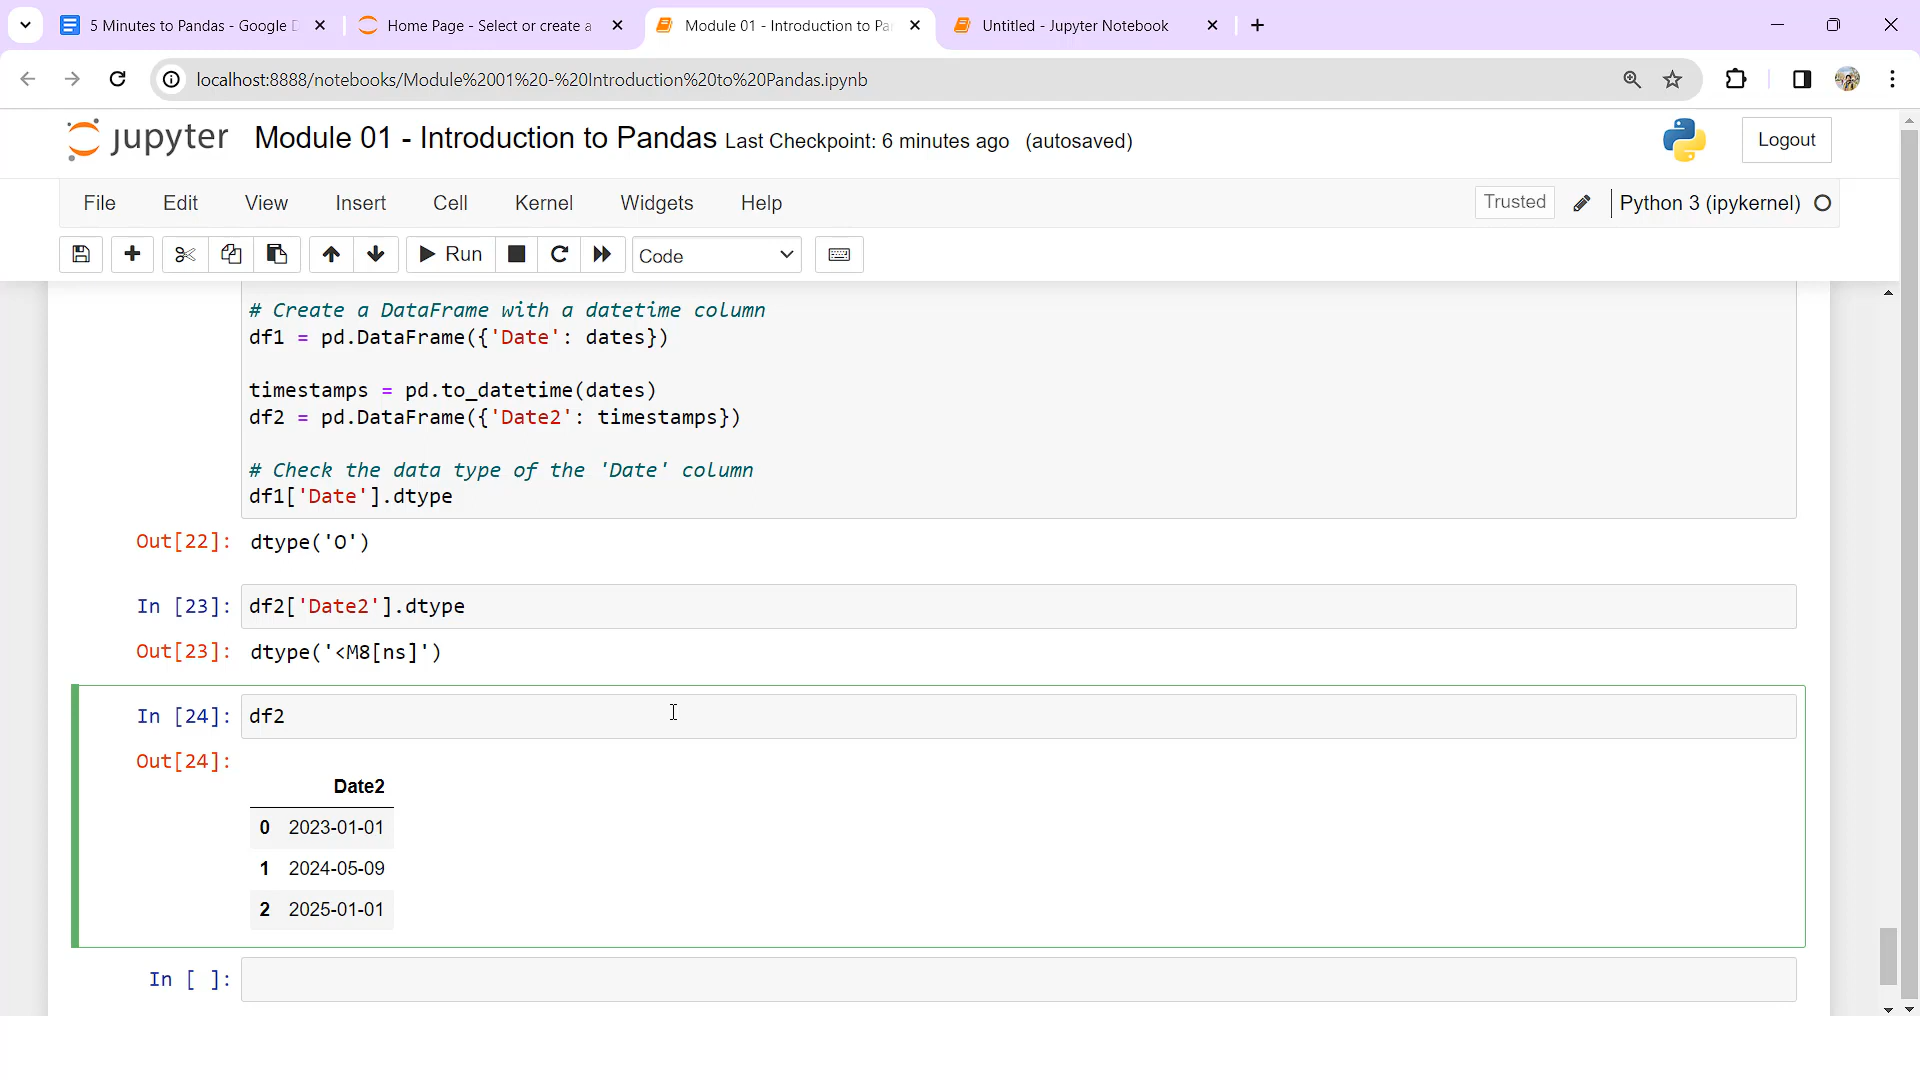 5 Minutes to Pandas - Google D
Home Page - Select or create a
Module 01 - Introduction to Par
Untitled - Jupyter Notebook
localhost:8888/notebooks/Module%2001%20-%20Introduction%20to%20Pandas.ipynb
jupyter Module 01 - Introduction to Pandas Last Checkpoint: 6 minutes ago (autosaved)
Logout
File Edit View Insert Cell Kernel Widgets Help
Trusted
Python 3 (ipykernel)
Run
Code
# Create a DataFrame with a datetime column
df1 = pd.DataFrame({'Date': dates})
timestamps = pd.to_datetime(dates)
df2 = pd.DataFrame({'Date2': timestamps})
# Check the data type of the 'Date' column
df1['Date'].dtype
Out[22]: dtype('O')
In [23]: df2['Date2'].dtype
Out[23]: dtype('<M8[ns]')
In [24]: df2
Out[24]:
Date2
0 2023-01-01
1 2024-05-09
2 2025-01-01
In [ ]: